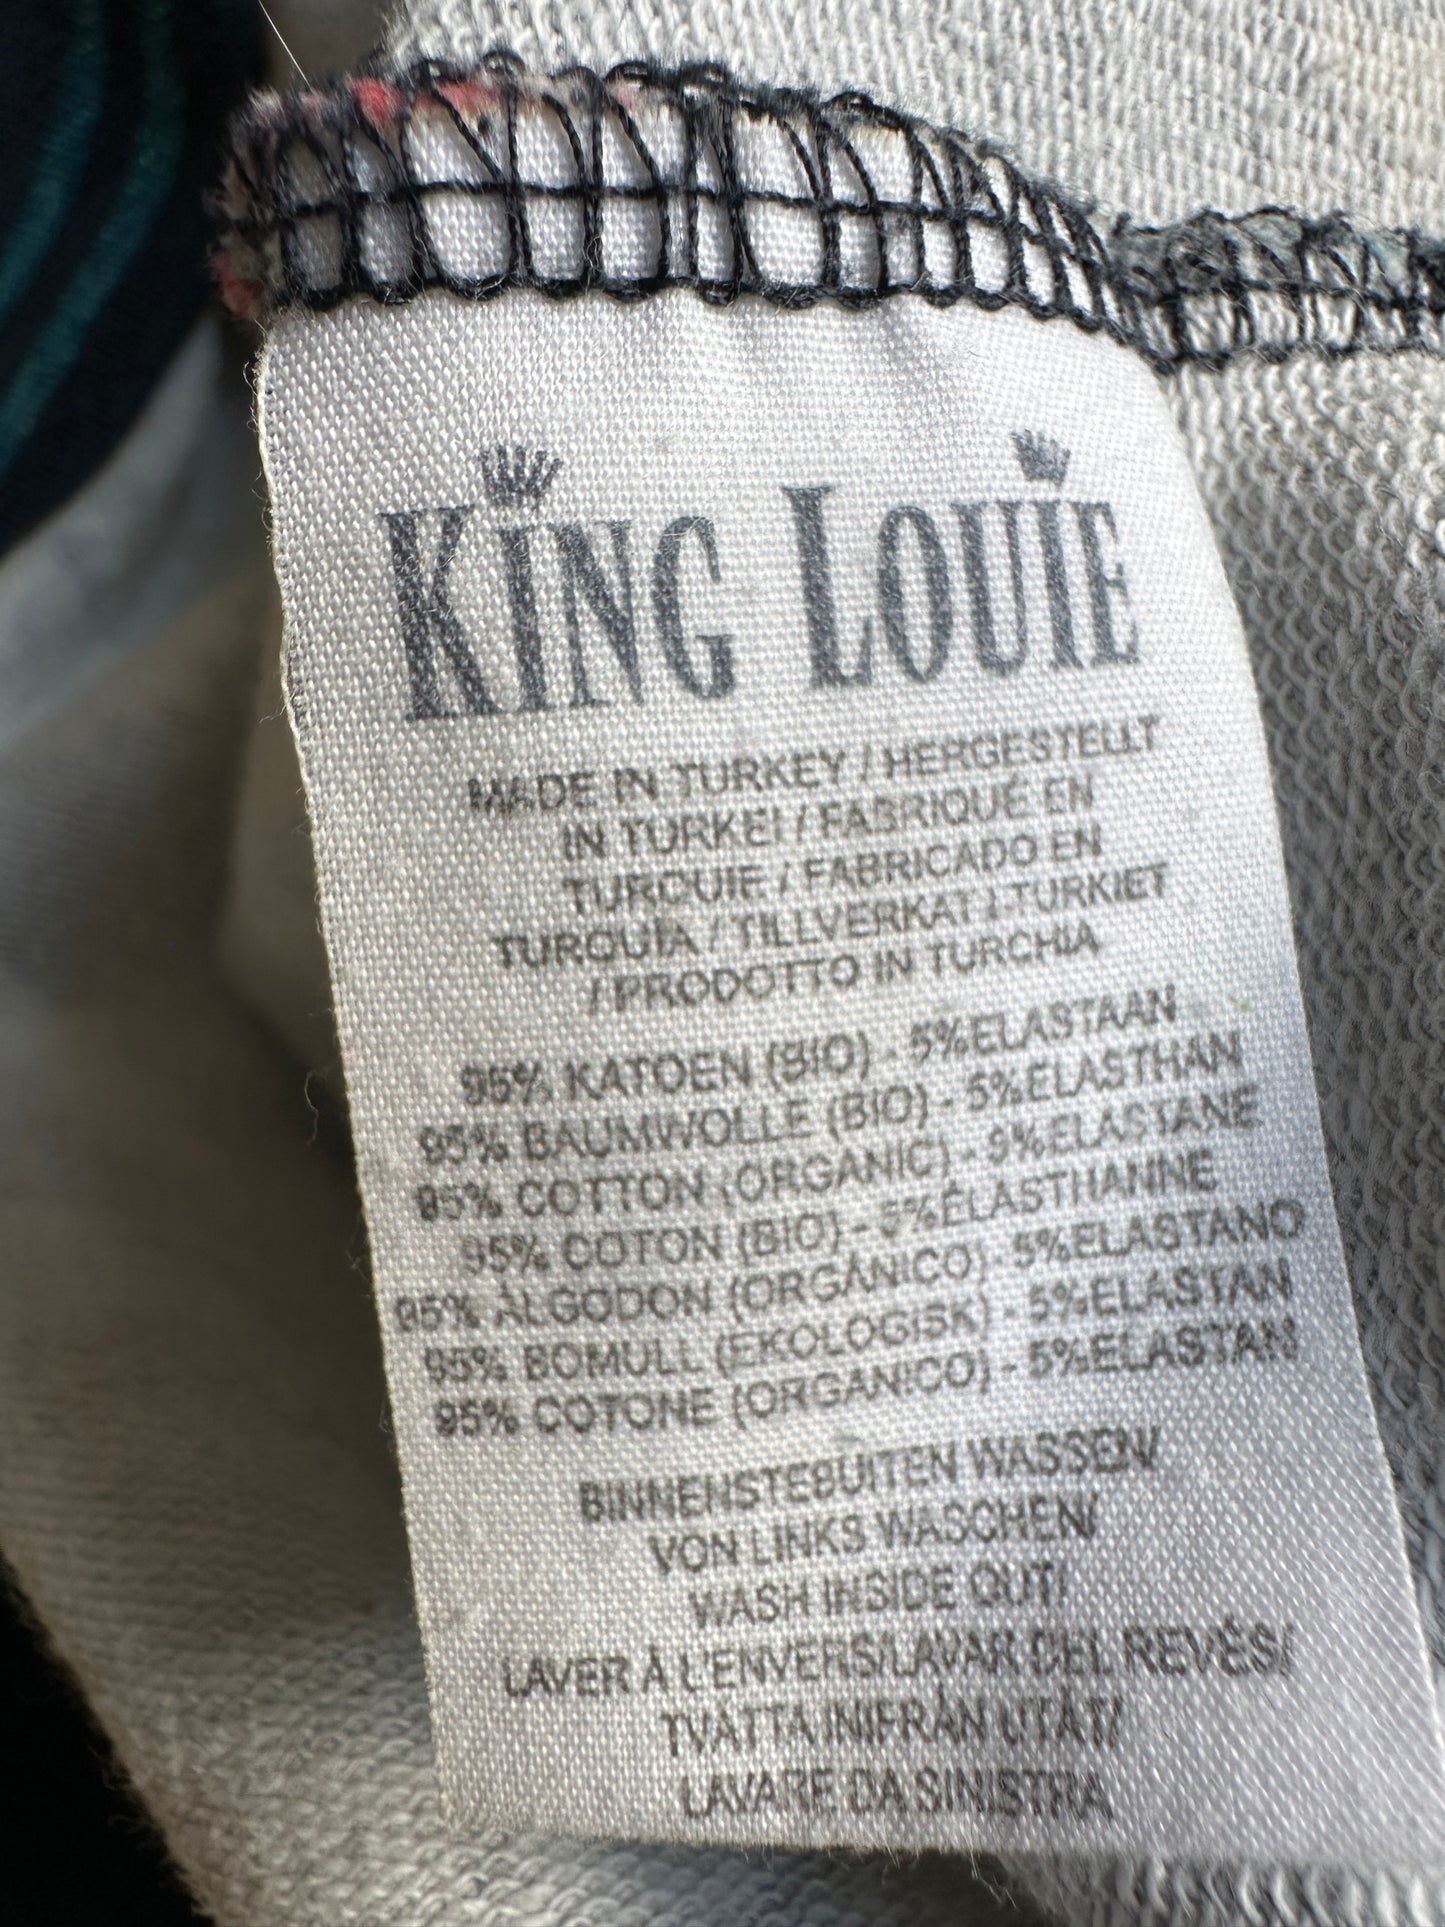 KING LOUIE
MADE IN TURKEY / HERGESTELLT
IN TURKEI / FABRIQUÉ EN
TURQUIE / FABRICADO EN
TURQUÍA / TILLVERKAT I TURKIET
/ PRODOTTO IN TURCHIA
95% KATOEN (BIO) - 5%ELASTAAN
95% BAUMWOLLE (BIO) - 5%ELASTHAN
95% COTTON (ORGANIC) - 5%ELASTANE
95% COTON (BIO) - 5%ÉLASTHANNE
95% ALGODON (ORGÁNICO) - 5%ELASTANO
95% BOMULL (EKOLOGISK) - 5%ELASTAN
95% COTONE (ORGANICO) - 5%ELASTAN
BINNENSTEBUITEN WASSEN/
VON LINKS WASCHEN/
WASH INSIDE OUT/
LAVER À L'ENVERS/LAVAR DEL REVÉS/
TVÄTTA INIFRÅN UTÅT/
LAVARE DA SINISTRA